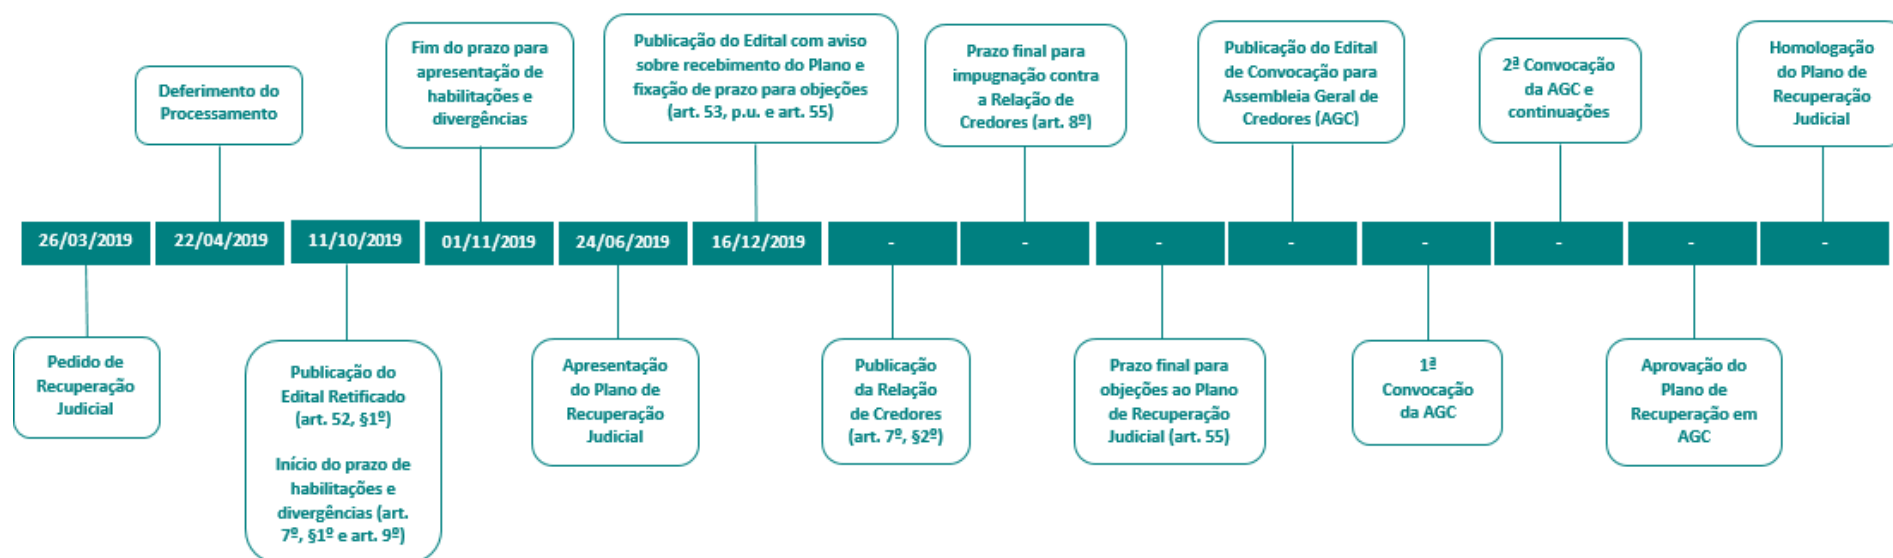 Deferimento do
Processamento
Fim do prazo para
apresentação de
habilitações e
divergências
Publicação do Edital com aviso
sobre recebimento do Plano e
fixação de prazo para objeções
(art. 53, p.u. e art. 55)
Prazo final para
impugnação contra
a Relação de
Credores (art. 8º)
Publicação do Edital
de Convocação para
Assembleia Geral de
Credores (AGC)
2ª Convocação
da AGC e
continuações
Homologação
do Plano de
Recuperação
Judicial
26/03/2019
22/04/2019
11/10/2019
01/11/2019
24/06/2019
16/12/2019
-
-
-
-
-
-
-
-
Pedido de
Recuperação
Judicial
Publicação do
Edital Retificado
(art. 52, §1º)
Início do prazo de
habilitações e
divergências (art.
7º, §1º e art. 9º)
Apresentação
do Plano de
Recuperação
Judicial
Publicação
da Relação
de Credores
(art. 7º, §2º)
Prazo final para
objeções ao Plano
de Recuperação
Judicial (art. 55)
1ª
Convocação
da AGC
Aprovação do
Plano de
Recuperação em
AGC